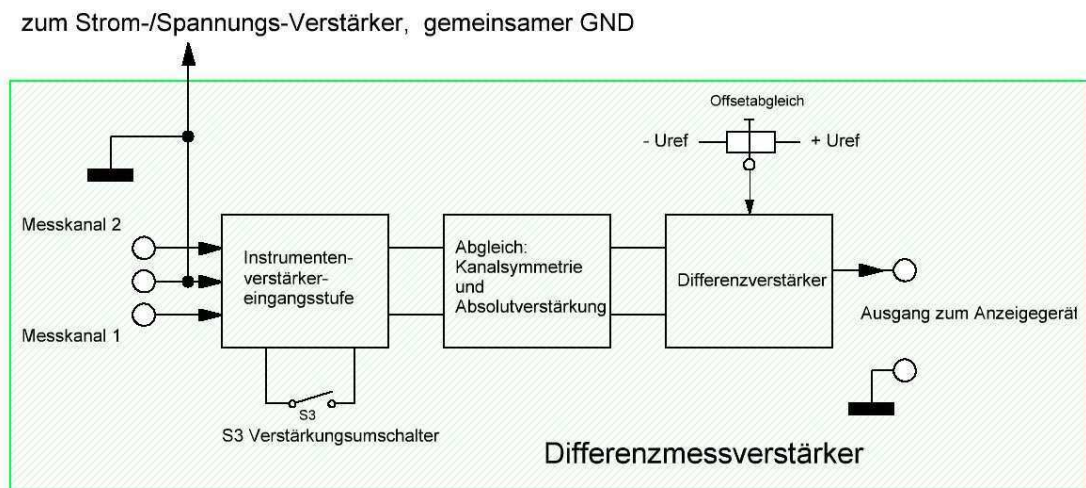 zum Strom-/Spannungs-Verstärker, gemeinsamer GND
Offsetabgleich
- Uref
+ Uref
Messkanal 2
Messkanal 1
Instrumenten-
verstärker-
eingangsstufe
Abgleich:
Kanalsymmetrie
und
Absolutverstärkung
Differenzverstärker
Ausgang zum Anzeigegerät
S3
S3 Verstärkungsumschalter
Differenzmessverstärker